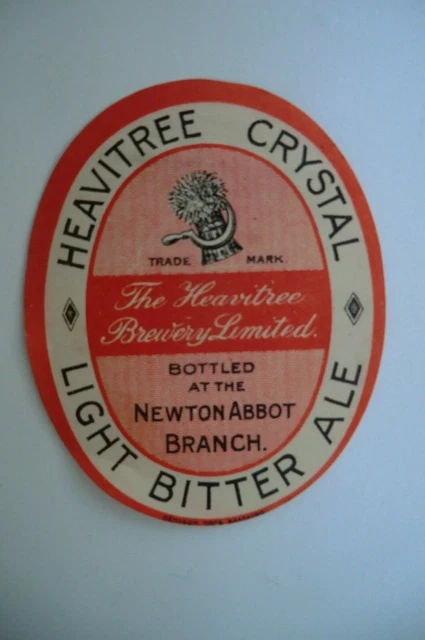 HEAVITREE CRYSTAL
TRADE MARK
The Heavitree
Brewery Limited.
BOTTLED
AT THE
NEWTON ABBOT
BRANCH.
LIGHT BITTER ALE